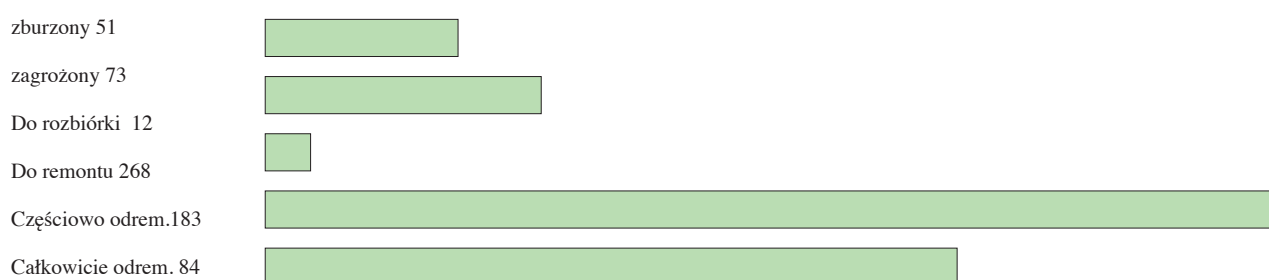 zburzony 51
zagrożony 73
Do rozbiórki  12
Do remontu 268
Częściowo odrem.183
Całkowicie odrem. 84